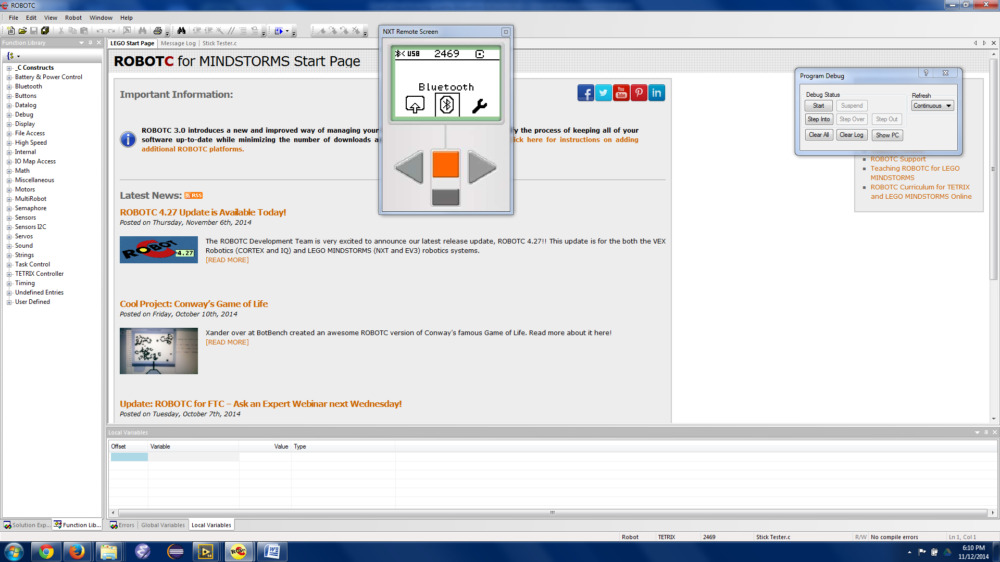 ROBOTC
File Edit View Robot Window Help
Function Library
LEGO Start Page Message Log Stick Tester.c
_C Constructs
Battery & Power Control
Bluetooth
Buttons
Datalog
Debug
Display
File Access
High Speed
Internal
IO Map Access
Math
Miscellaneous
Motors
MultiRobot
Semaphore
Sensors
Sensors I2C
Servos
Sound
Strings
Task Control
TETRIX Controller
Timing
Undefined Entries
User Defined
Solution Exp... Function Lib...
ROBOTC for MINDSTORMS Start Page
Important Information:
You Tube
in
ROBOTC 3.0 introduces a new and improved way of managing your
fy the process of keeping all of your
software up-to-date while minimizing the number of downloads a
ick here for instructions on adding
additional ROBOTC platforms.
Latest News: RSS
ROBOTC 4.27 Update is Available Today!
Posted on Thursday, November 6th, 2014
ROBOT
4.27
The ROBOTC Development Team is very excited to announce our latest release update, ROBOTC 4.27!! This update is for the both the VEX
Robotics (CORTEX and IQ) and LEGO MINDSTORMS (NXT and EV3) robotics systems.
[READ MORE]
Cool Project: Conway's Game of Life
Posted on Friday, October 10th, 2014
Xander over at BotBench created an awesome ROBOTC version of Conway's famous Game of Life. Read more about it here!
[READ MORE]
Update: ROBOTC for FTC – Ask an Expert Webinar next Wednesday!
Posted on Tuesday, October 7th, 2014
NXT Remote Screen
USB 2469
Bluetooth
Program Debug
Debug Status
Refresh
Start Suspend
Continuous
Step Into Step Over Step Out
Clear All Clear Log Show PC
ROBOTC Support
Teaching ROBOTC for LEGO
MINDSTORMS
ROBOTC Curriculum for TETRIX
and LEGO MINDSTORMS Online
Local Variables
Offset Variable Value Type
Errors Global Variables Local Variables
Robot TETRIX 2469 Stick Tester.c R/W No compile errors Ln 1, Col 1
14
ROBOT
6:10 PM
11/12/2014